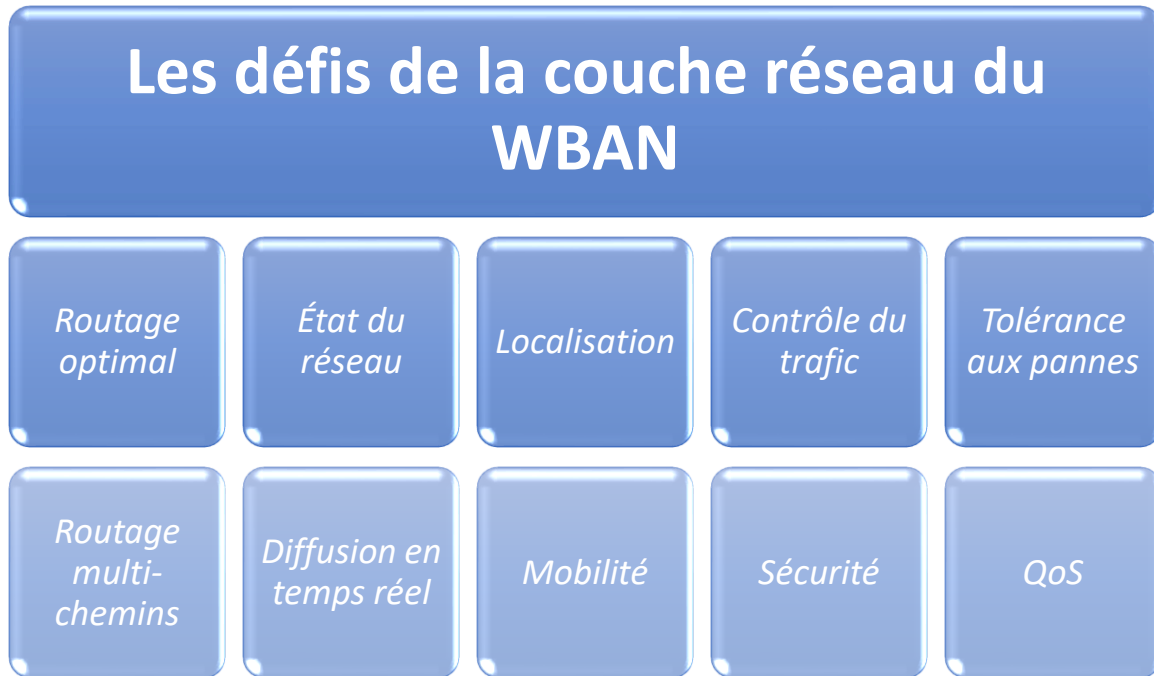 Les défis de la couche réseau du
WBAN
Routage
optimal
État du
réseau
Localisation
Contrôle du
trafic
Tolérance
aux pannes
Routage
multi-
chemins
Diffusion en
temps réel
Mobilité
Sécurité
QoS